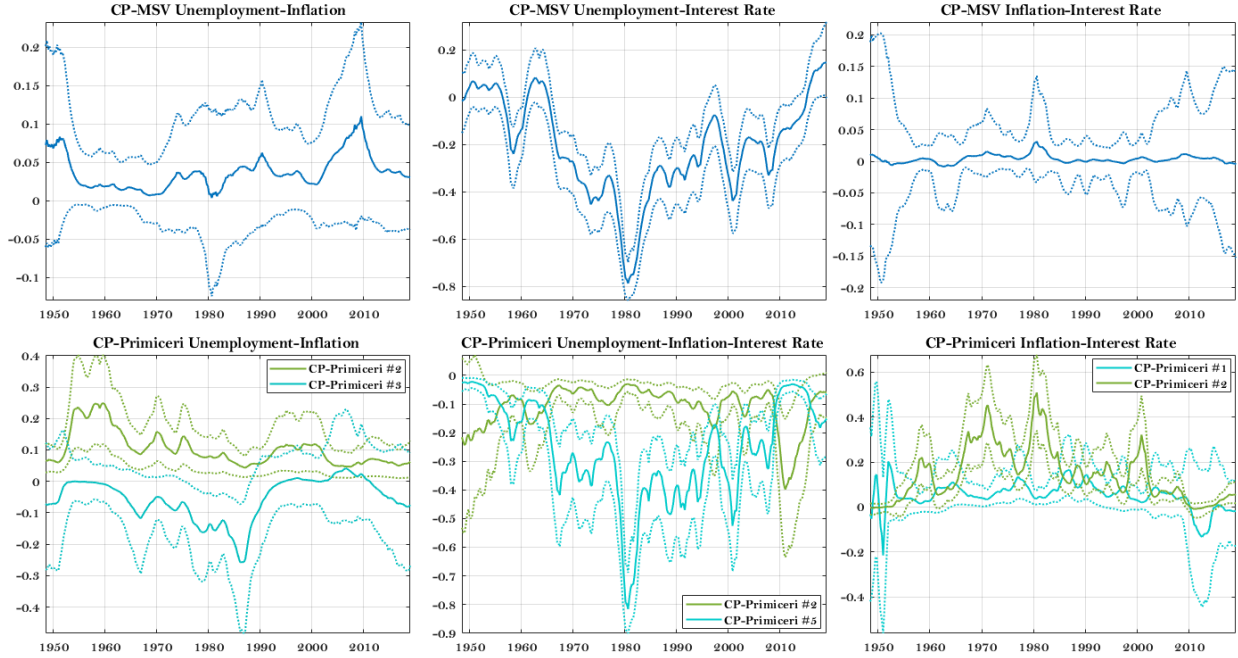 CP-MSV Unemployment-Inflation
0.2
0.15
0.1
0.05
0
-0.05
-0.1
1950 1960 1970 1980 1990 2000 2010
CP-MSV Unemployment-Interest Rate
0.2
0
-0.2
-0.4
-0.6
-0.8
1950 1960 1970 1980 1990 2000 2010
CP-MSV Inflation-Interest Rate
0.2
0.15
0.1
0.05
0
-0.05
-0.1
-0.15
-0.2
1950 1960 1970 1980 1990 2000 2010
CP-Primiceri Unemployment-Inflation
CP-Primiceri #2
CP-Primiceri #3
0.4
0.3
0.2
0.1
0
-0.1
-0.2
-0.3
-0.4
1950 1960 1970 1980 1990 2000 2010
CP-Primiceri Unemployment-Inflation-Interest Rate
0
-0.1
-0.2
-0.3
-0.4
-0.5
-0.6
-0.7
-0.8
-0.9
CP-Primiceri #2
CP-Primiceri #5
1950 1960 1970 1980 1990 2000 2010
CP-Primiceri Inflation-Interest Rate
CP-Primiceri #1
CP-Primiceri #2
0.6
0.4
0.2
0
-0.2
-0.4
1950 1960 1970 1980 1990 2000 2010